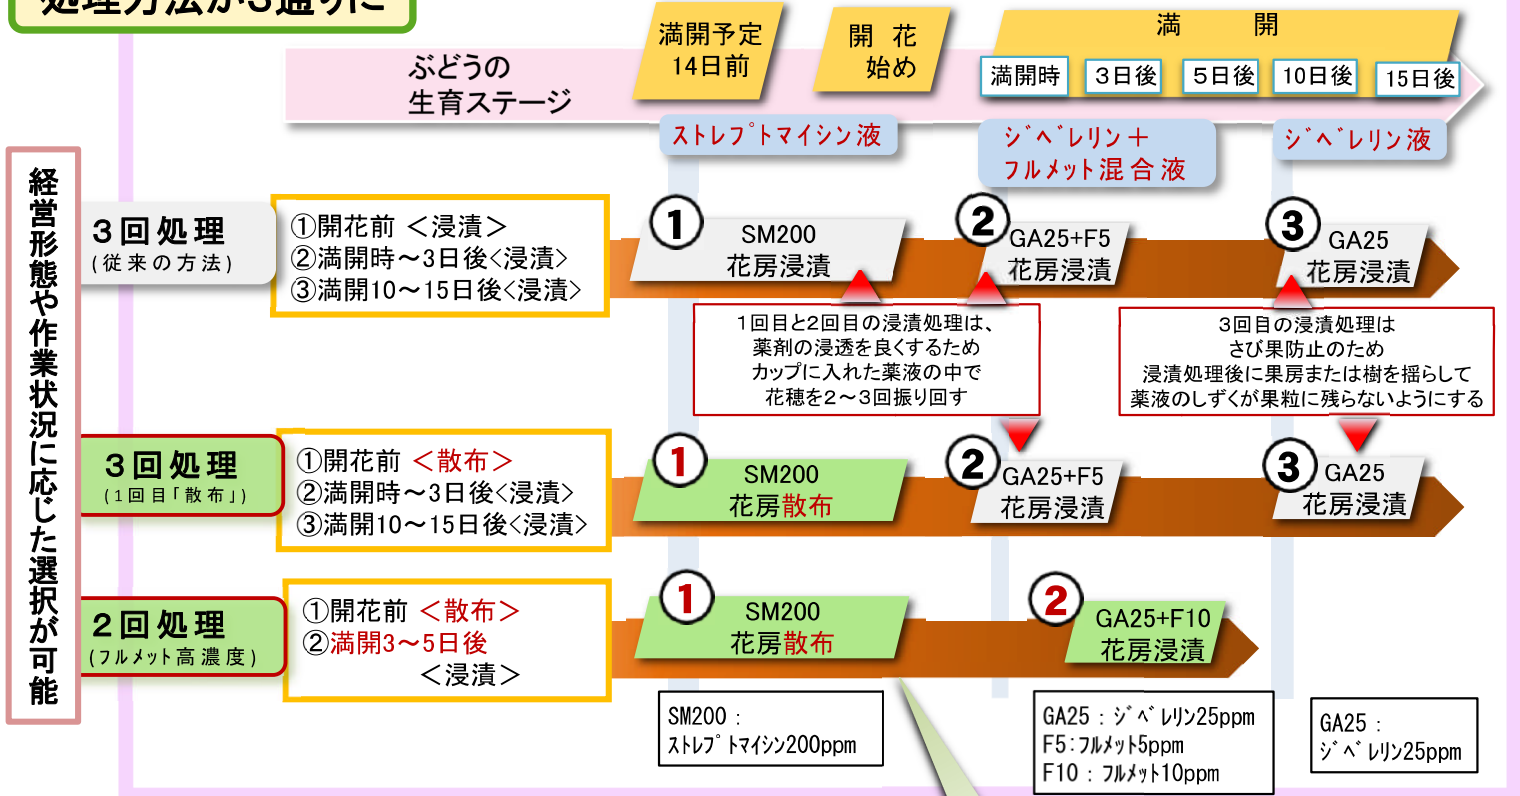 処理方法が3通りに
満開予定
14日前
開 花
始め
満 開
ぶどうの
生育ステージ
満開時
3日後
5日後
10日後
15日後
ストレプトマイシン液
ジベレリン＋
フルメット混合液
ジベレリン液
経営形態や作業状況に応じた選択が可能
3回処理
(従来の方法)
①開花前 ＜浸漬＞
②満開時～3日後<浸漬>
③満開10～15日後<浸漬>
1
SM200
花房浸漬
2
GA25+F5
花房浸漬
3
GA25
花房浸漬
1回目と2回目の浸漬処理は、
薬剤の浸透を良くするため
カップに入れた薬液の中で
花穂を2～3回振り回す
3回目の浸漬処理は
さび果防止のため
浸漬処理後に果房または樹を揺らして
薬液のしずくが果粒に残らないようにする
3回処理
(1回目「散布」)
①開花前 ＜散布＞
②満開時～3日後<浸漬>
③満開10～15日後<浸漬>
1
SM200
花房散布
2
GA25+F5
花房浸漬
3
GA25
花房浸漬
2回処理
(フルメット高濃度)
①開花前 ＜散布＞
②満開3～5日後
＜浸漬＞
1
SM200
花房散布
2
GA25+F10
花房浸漬
SM200：
ストレプトマイシン200ppm
GA25：ジベレリン25ppm
F5：フルメット5ppm
F10：フルメット10ppm
GA25：
ジベレリン25ppm